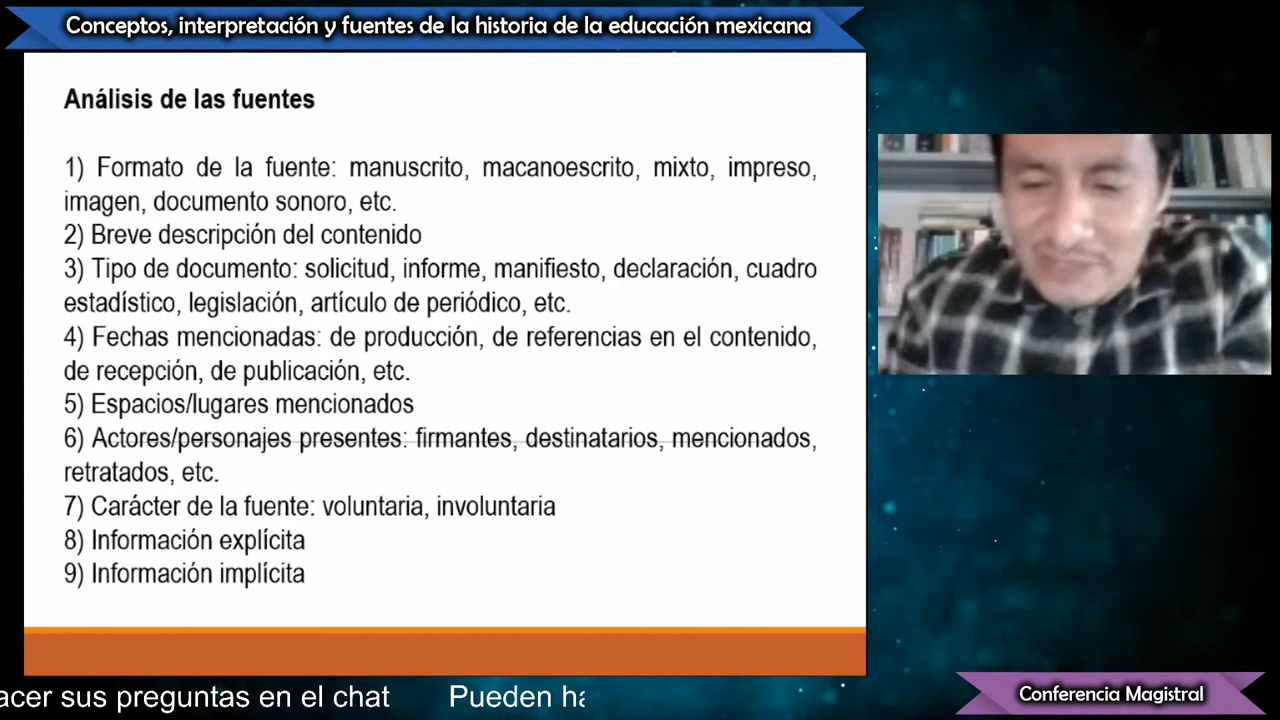 Conceptos, interpretación y fuentes de la historia de la educación mexicana
Análisis de las fuentes
1) Formato de la fuente: manuscrito, macanoescrito, mixto, impreso,
imagen, documento sonoro, etc.
2) Breve descripción del contenido
3) Tipo de documento: solicitud, informe, manifiesto, declaración, cuadro
estadístico, legislación, artículo de periódico, etc.
4) Fechas mencionadas: de producción, de referencias en el contenido,
de recepción, de publicación, etc.
5) Espacios/lugares mencionados
6) Actores/personajes presentes: firmantes, destinatarios, mencionados,
retratados, etc.
7) Carácter de la fuente: voluntaria, involuntaria
8) Información explícita
9) Información implícita
acer sus preguntas en el chat Pueden ha
Conferencia Magistral